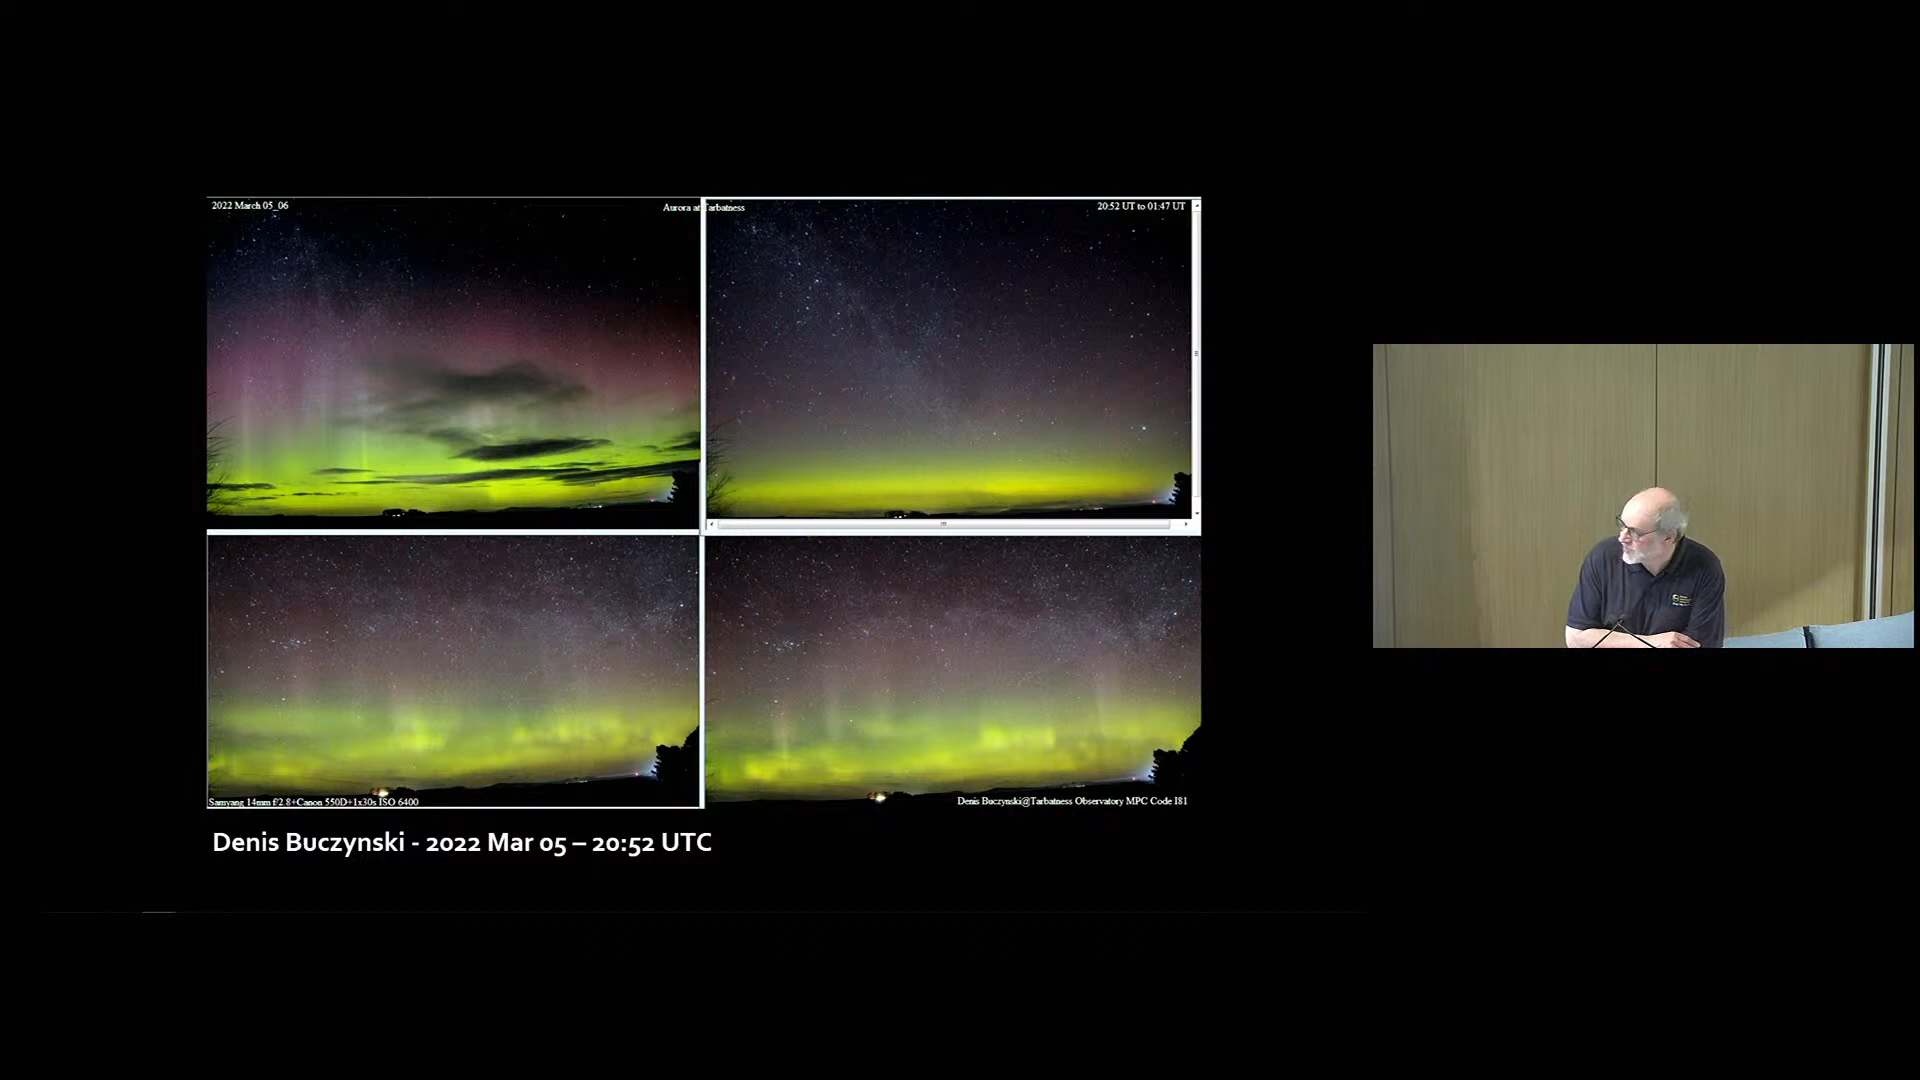 2022 March 05_06
Aurora at Tarbatness
20:52 UT to 01:47 UT
Samyang 14mm f/2.8+Canon 550D+1x30s ISO 6400
Denis Buczynski@Tarbatness Observatory MPC Code I81
Denis Buczynski - 2022 Mar 05 – 20:52 UTC